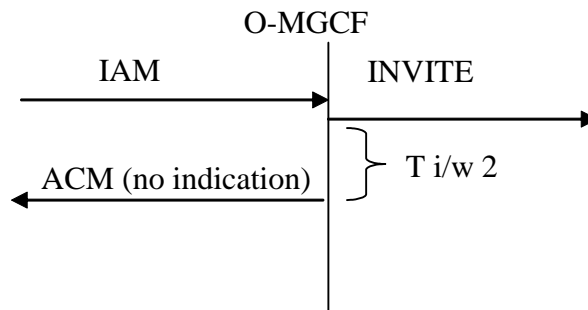 O-MGCF
IAM
INVITE
T i/w 2
ACM (no indication)